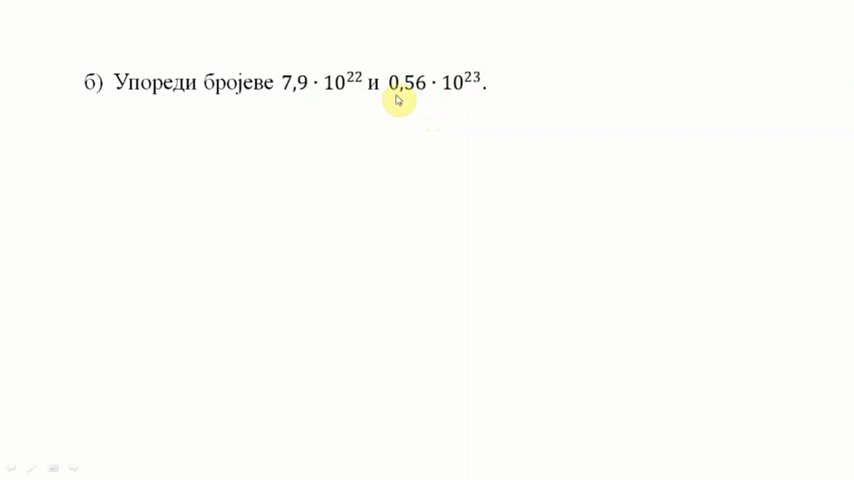 б) Упореди бројеве 7,9 · 10²² и 0,56 · 10²³.